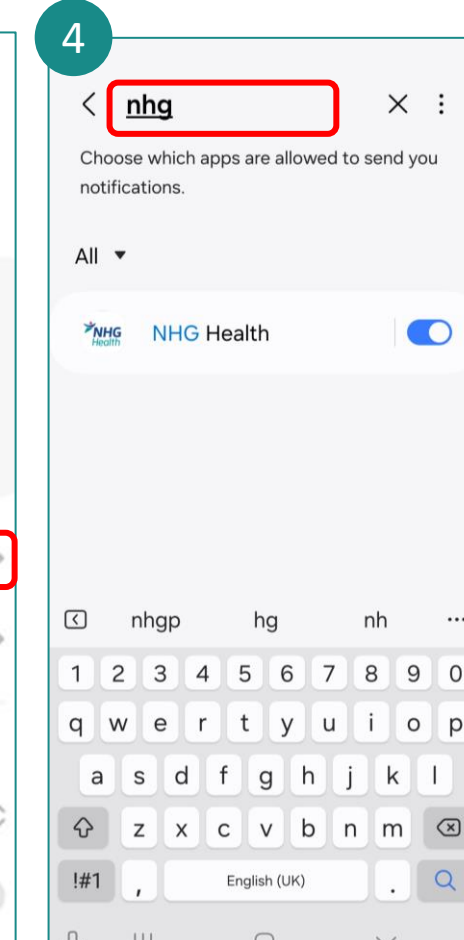 4
nhg
Choose which apps are allowed to send you
notifications.
All
NHG
Health
NHG Health
nhgp hg nh ...
1 2 3 4 5 6 7 8 9 0
q w e r t y u i o p
a s d f g h j k l
z x c v b n m
!#1 , English (UK) .